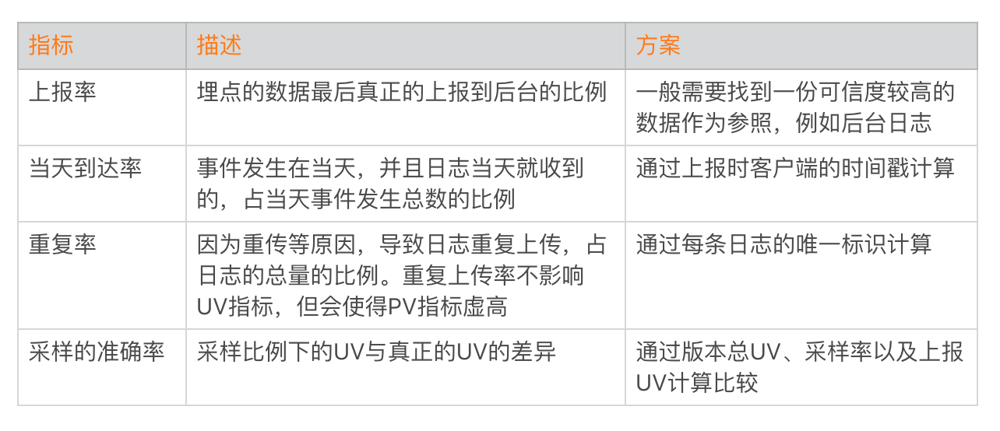 指标
描述
方案
上报率
埋点的数据最后真正的上报到后台的比例
一般需要找到一份可信度较高的
数据作为参照，例如后台日志
当天到达率
事件发生在当天，并且日志当天就收到
的，占当天事件发生总数的比例
通过上报时客户端的时间戳计算
重复率
因为重传等原因，导致日志重复上传，占
日志的总量的比例。重复上传率不影响
UV指标，但会使得PV指标虚高
通过每条日志的唯一标识计算
采样的准确率
采样比例下的UV与真正的UV的差异
通过版本总UV、采样率以及上报
UV计算比较